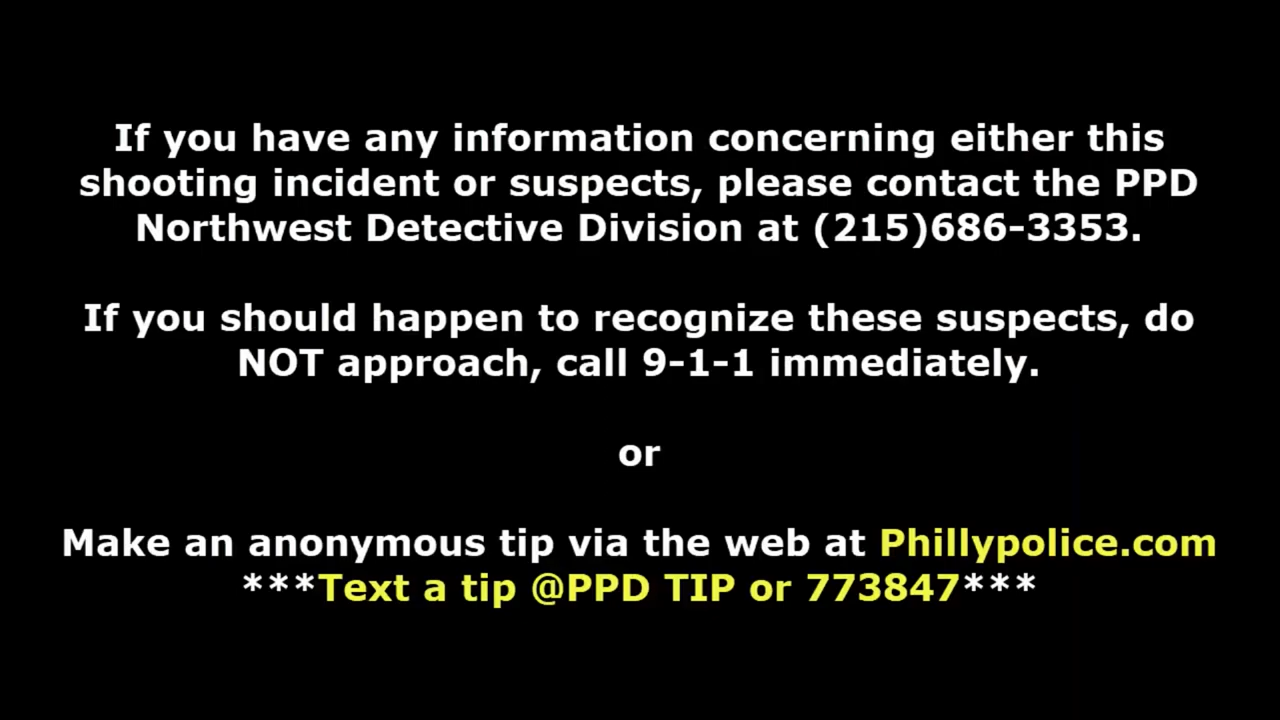 If you have any information concerning either this
shooting incident or suspects, please contact the PPD
Northwest Detective Division at (215)686-3353.
If you should happen to recognize these suspects, do
NOT approach, call 9-1-1 immediately.
or
Make an anonymous tip via the web at Phillypolice.com
***Text a tip @PPD TIP or 773847***